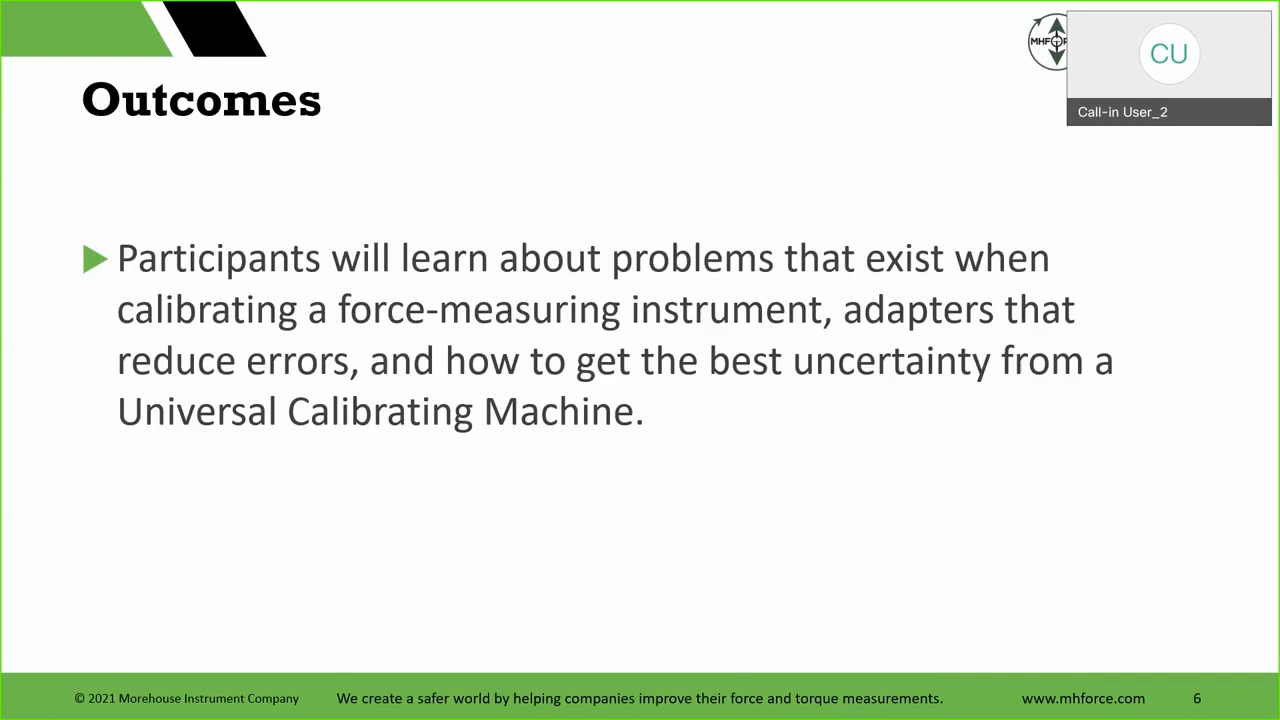 MHFOR
CU
Call-in User_2
Outcomes
Participants will learn about problems that exist when
calibrating a force-measuring instrument, adapters that
reduce errors, and how to get the best uncertainty from a
Universal Calibrating Machine.
© 2021 Morehouse Instrument Company We create a safer world by helping companies improve their force and torque measurements. www.mhforce.com 6